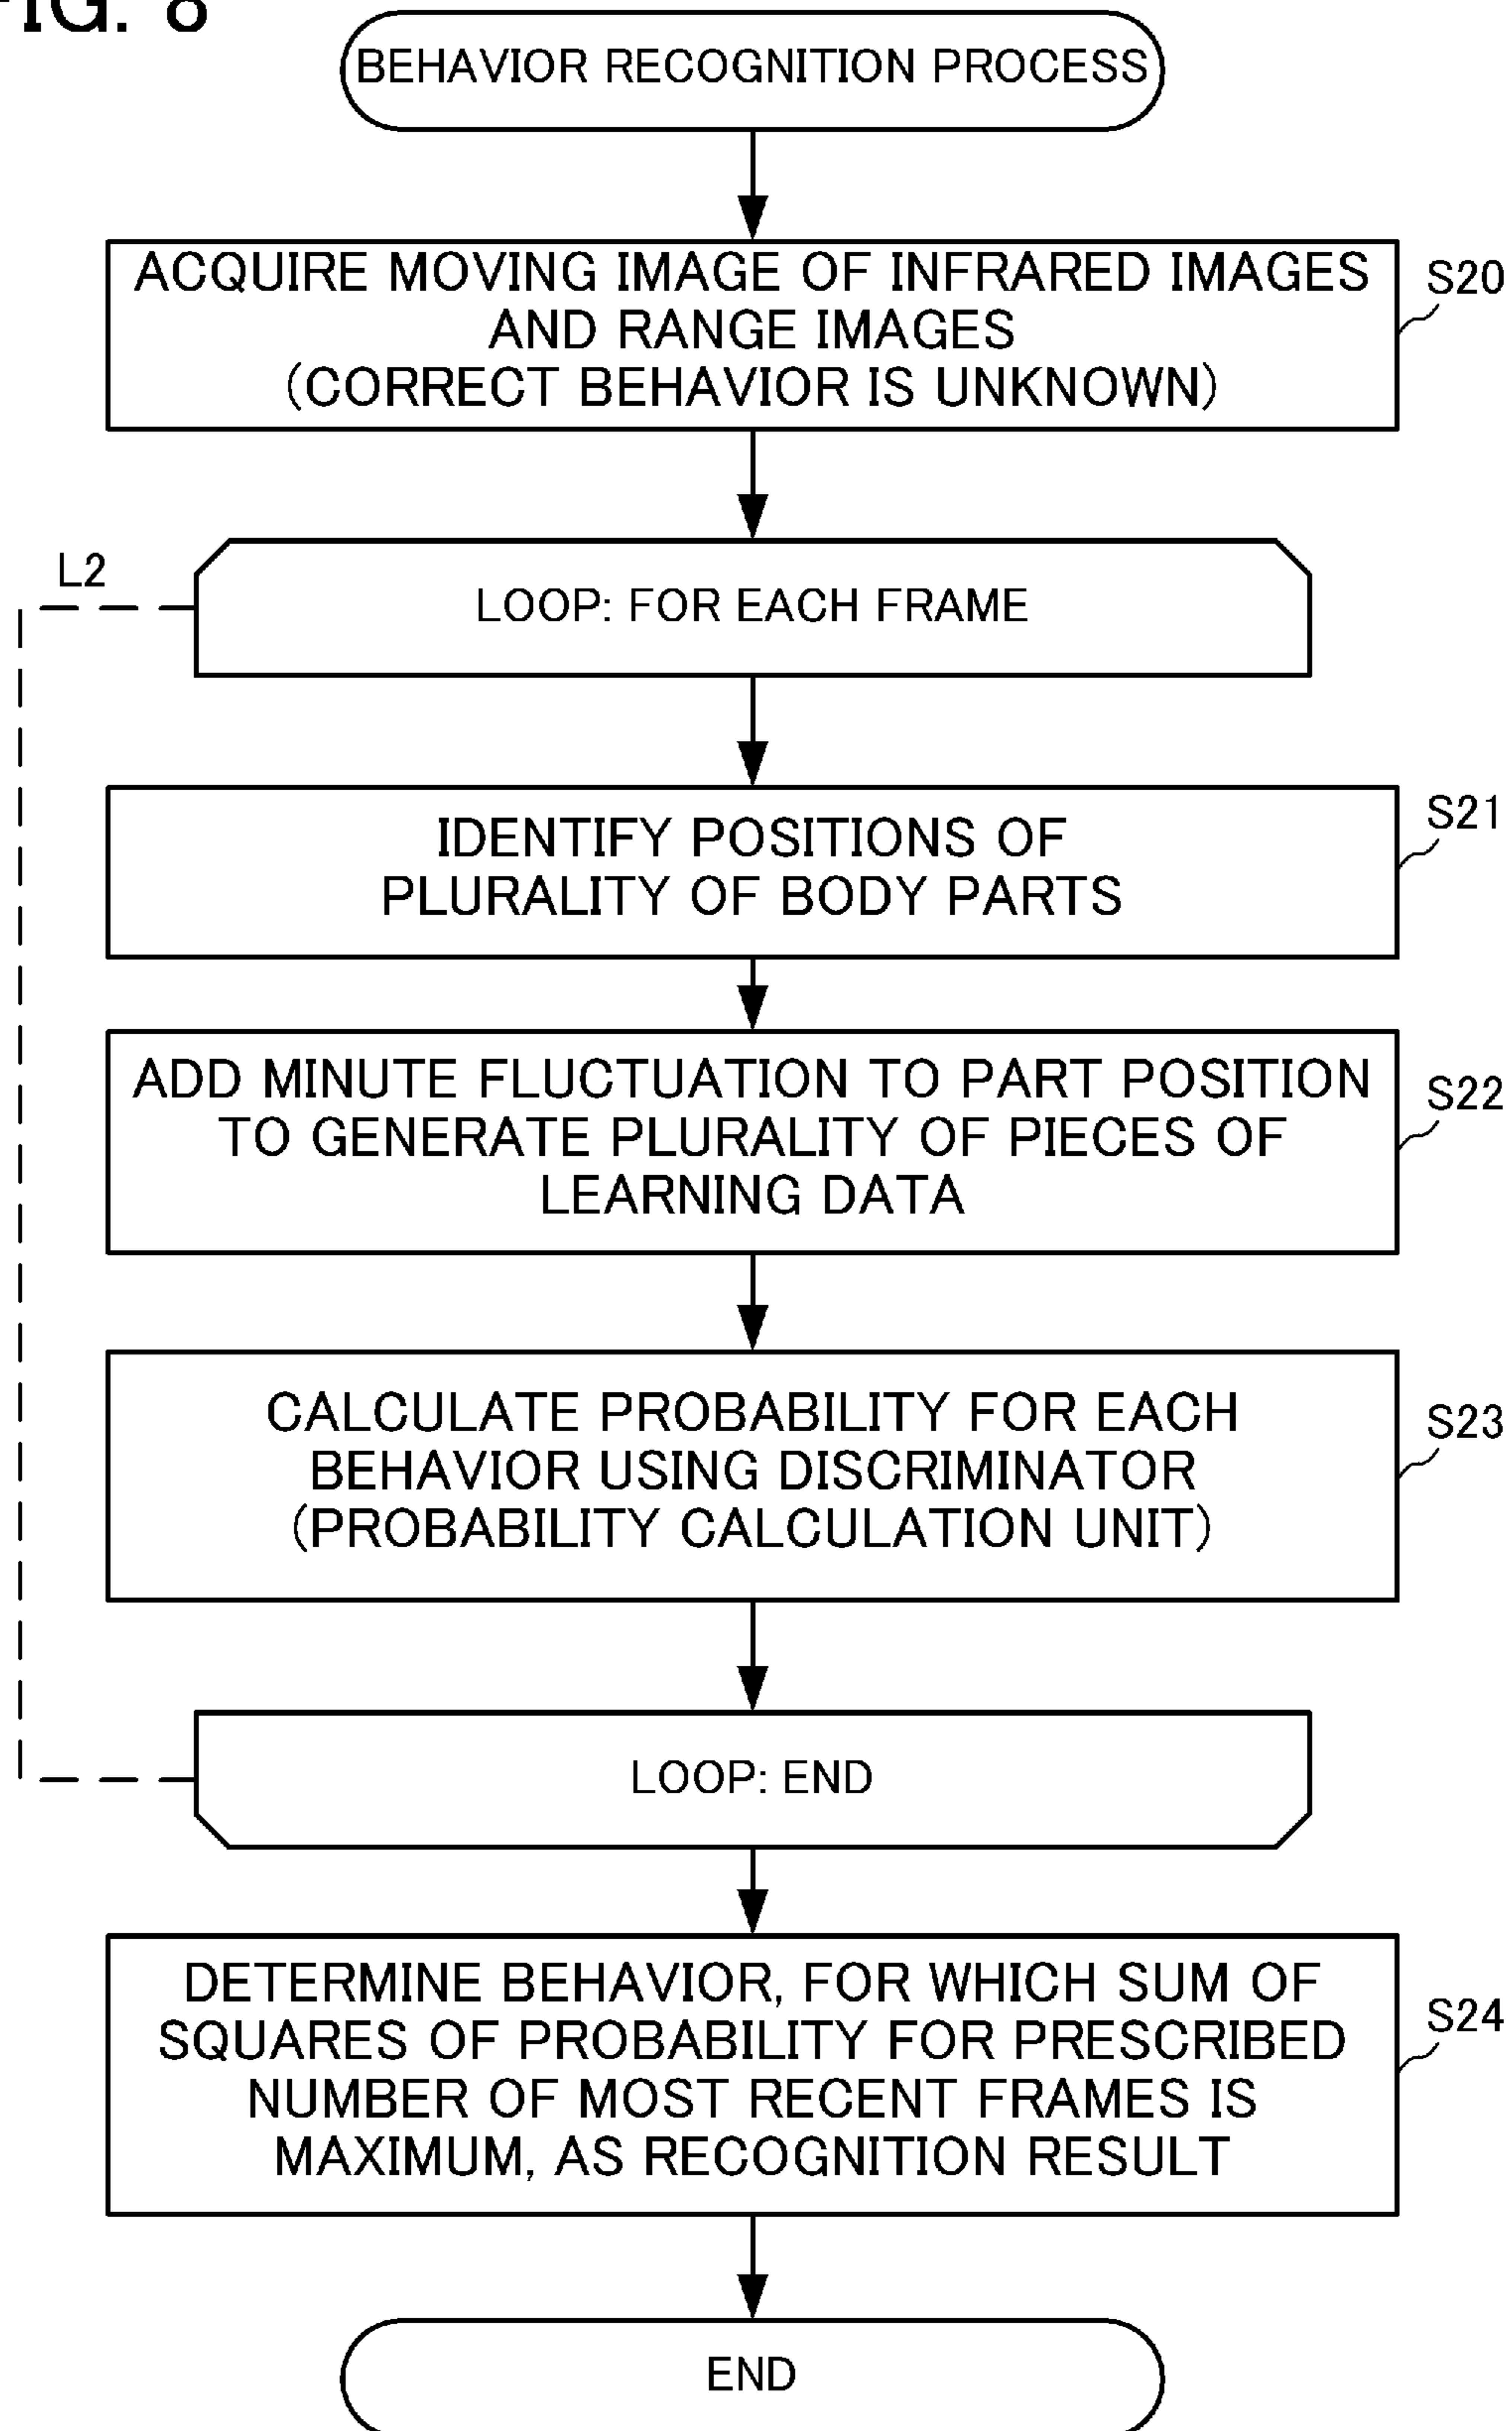 FIG. 8
BEHAVIOR RECOGNITION PROCESS
ACQUIRE MOVING IMAGE OF INFRARED IMAGES
AND RANGE IMAGES
(CORRECT BEHAVIOR IS UNKNOWN)
S20
L2
LOOP: FOR EACH FRAME
IDENTIFY POSITIONS OF
PLURALITY OF BODY PARTS
S21
ADD MINUTE FLUCTUATION TO PART POSITION
TO GENERATE PLURALITY OF PIECES OF
LEARNING DATA
S22
CALCULATE PROBABILITY FOR EACH
BEHAVIOR USING DISCRIMINATOR
(PROBABILITY CALCULATION UNIT)
S23
LOOP: END
DETERMINE BEHAVIOR, FOR WHICH SUM OF
SQUARES OF PROBABILITY FOR PRESCRIBED
NUMBER OF MOST RECENT FRAMES IS
MAXIMUM, AS RECOGNITION RESULT
S24
END